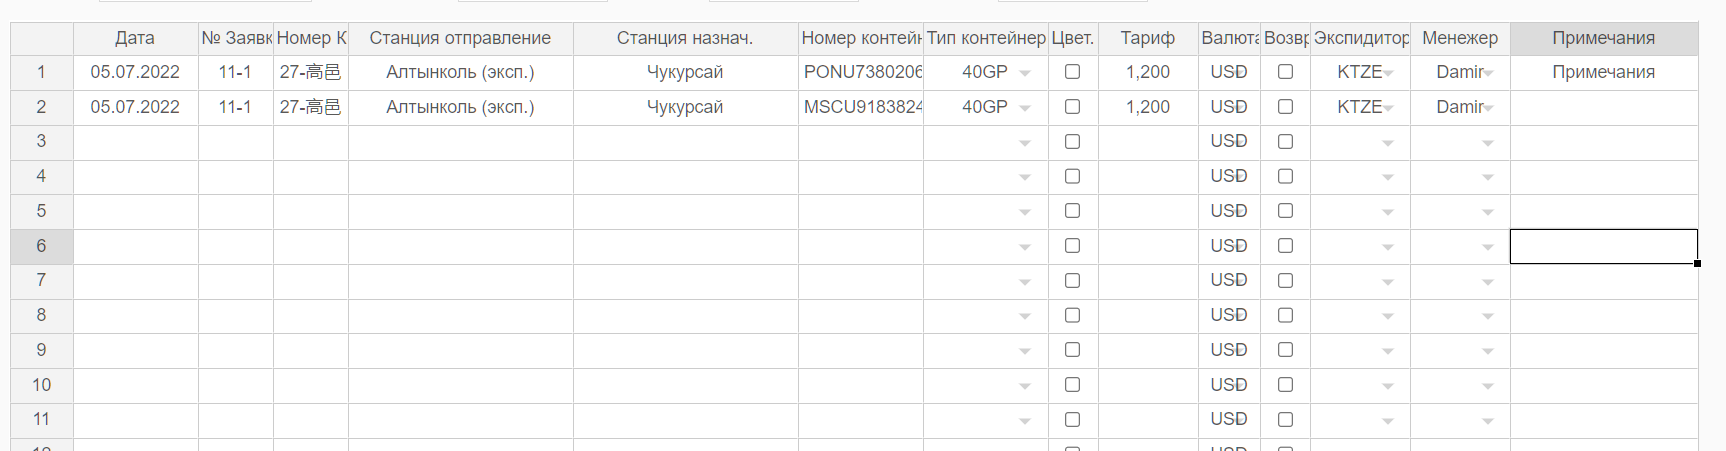 Дата № Заявк Номер К Станция отправление Станция назнач. Номер контейн Тип контейнер Цвет. Тариф Валюта Возвр Экспидитор Менежер Примечания
1 05.07.2022 11-1 27-高邑 Алтынколь (эксп.) Чукурсай PONU7380206 40GP 1,200 USD KTZE Damir Примечания
2 05.07.2022 11-1 27-高邑 Алтынколь (эксп.) Чукурсай MSCU9183824 40GP 1,200 USD KTZE Damir
3 USD
4 USD
5 USD
6 USD
7 USD
8 USD
9 USD
10 USD
11 USD